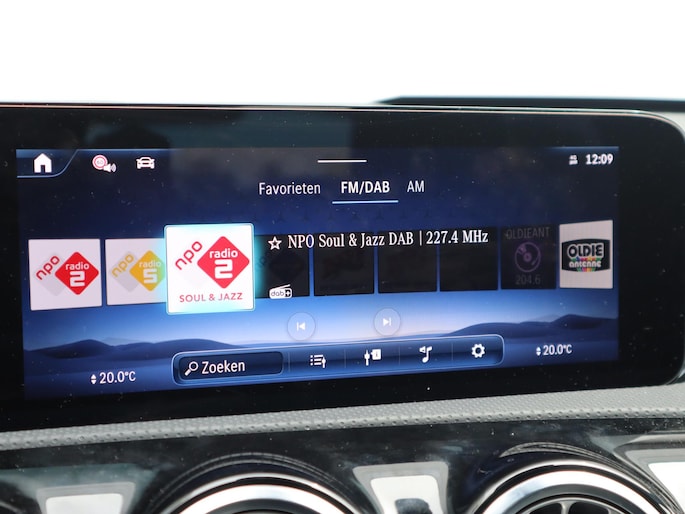 12:09
Favorieten FM/DAB AM
npo radio 2
npo radio 5
npo radio 2
SOUL & JAZZ
NPO Soul & Jazz DAB | 227.4 MHz
dab+
OLDIEANT
204.6
OLDIE
antenne
Zoeken
20.0°C
20.0°C